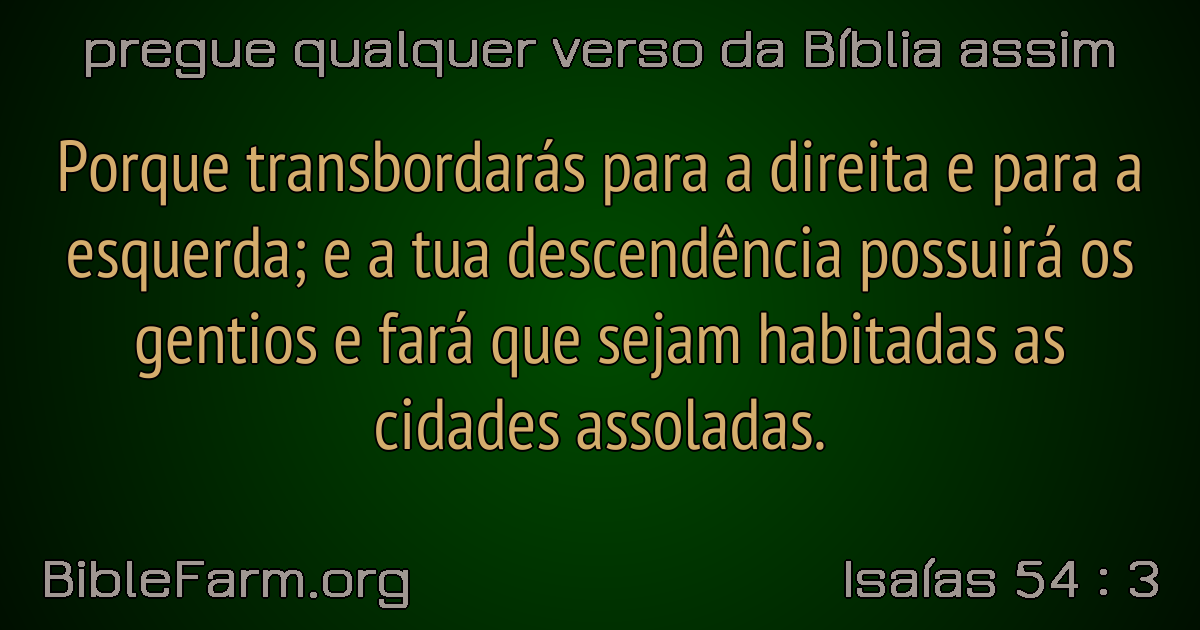 pregue qualquer verso da Bíblia assim
Porque transbordarás para a direita e para a
esquerda; e a tua descendência possuirá os
gentios e fará que sejam habitadas as
cidades assoladas.
BibleFarm.org
Isaías 54 : 3